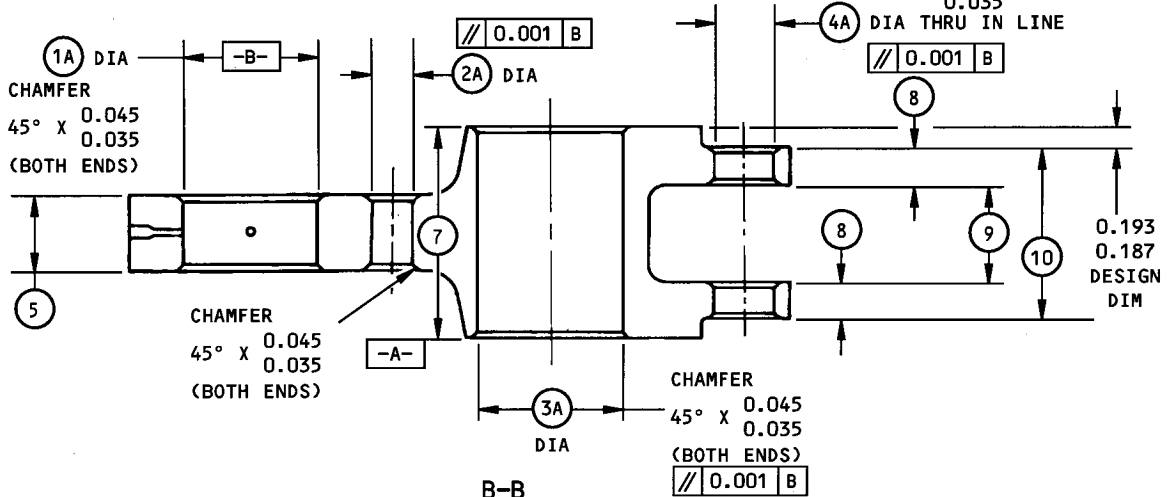 0.035
4A DIA THRU IN LINE
// 0.001 B
// 0.001 B
1A DIA
-B-
2A DIA
CHAMFER
45° X 0.045
0.035
(BOTH ENDS)
8
7
8
9
10
0.193
0.187
DESIGN
DIM
5
CHAMFER
45° X 0.045
0.035
(BOTH ENDS)
-A-
3A
DIA
CHAMFER
45° X 0.045
0.035
(BOTH ENDS)
// 0.001 B
B-B